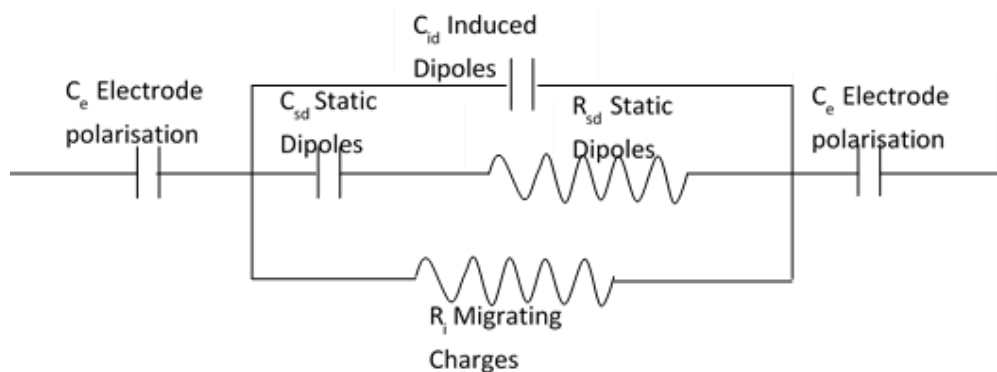 C_id Induced
Dipoles
C_e Electrode
polarisation
C_sd Static
Dipoles
R_sd Static
Dipoles
C_e Electrode
polarisation
R_i Migrating
Charges